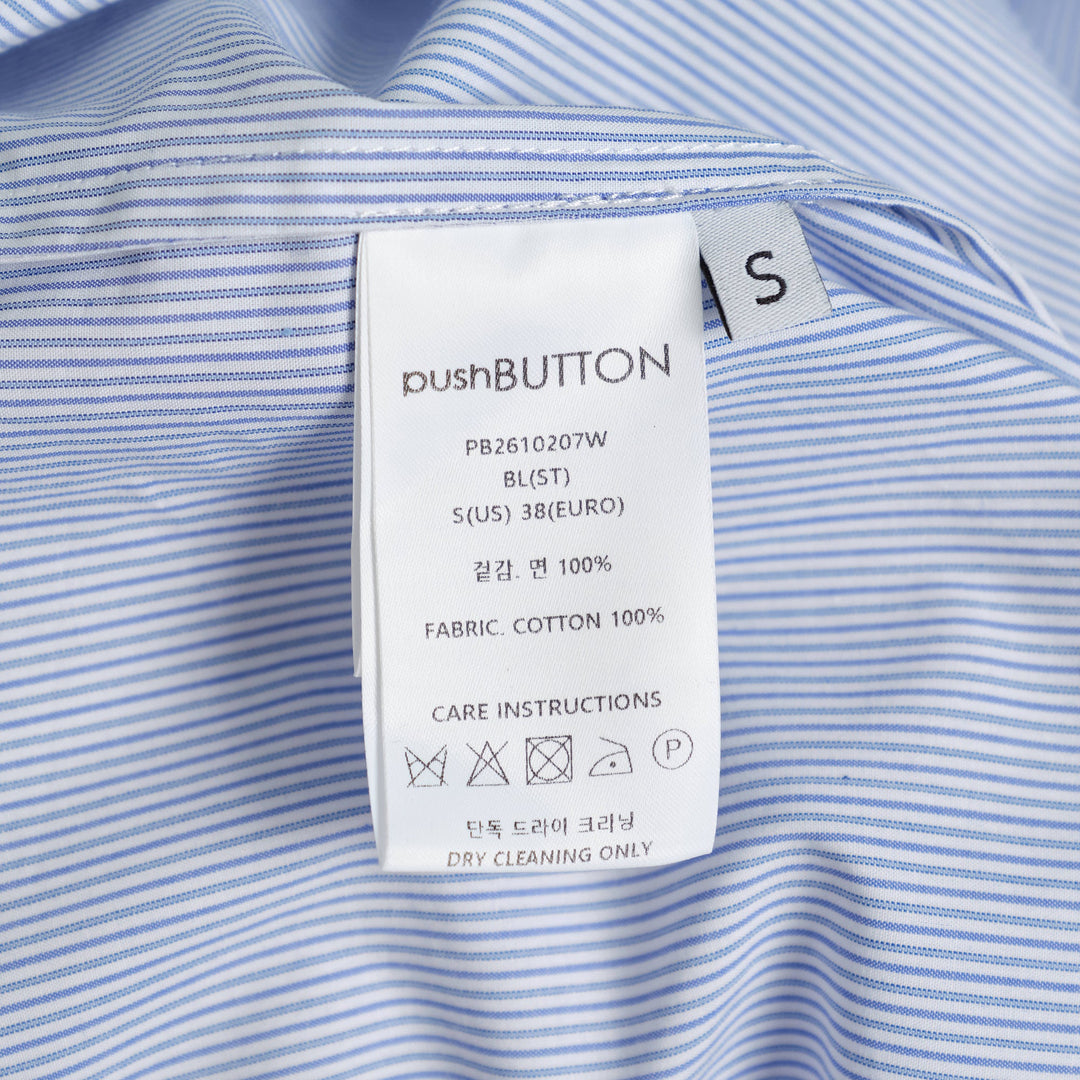 S
pushBUTTON
PB2610207W
BL(ST)
S(US) 38(EURO)
겉감. 면 100%
FABRIC. COTTON 100%
CARE INSTRUCTIONS
P
단독 드라이 크리닝
DRY CLEANING ONLY